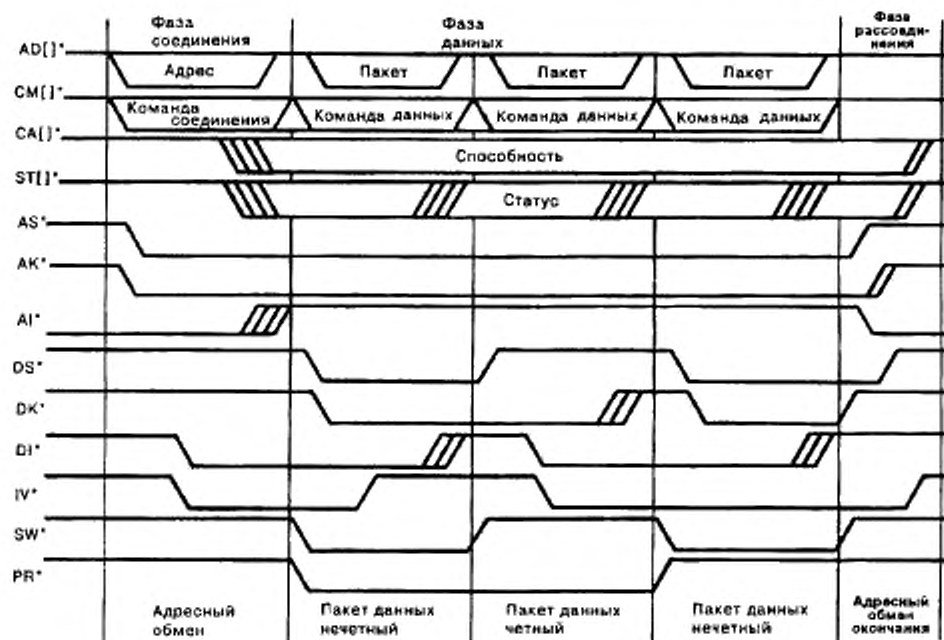 Фаза
соединения
Фаза
данных
Фаза
рассоеди-
нения
AD[]*
Адрес
Пакет
Пакет
Пакет
CM[]*
Команда
соединения
Команда данных
Команда данных
Команда данных
CA[]*
Способность
ST[]*
Статус
AS*
AK*
AI*
DS*
DK*
DI*
IV*
SW*
PR*
Адресный
обмен
Пакет данных
нечетный
Пакет данных
четный
Пакет данных
нечетный
Адресный
обмен
окончания